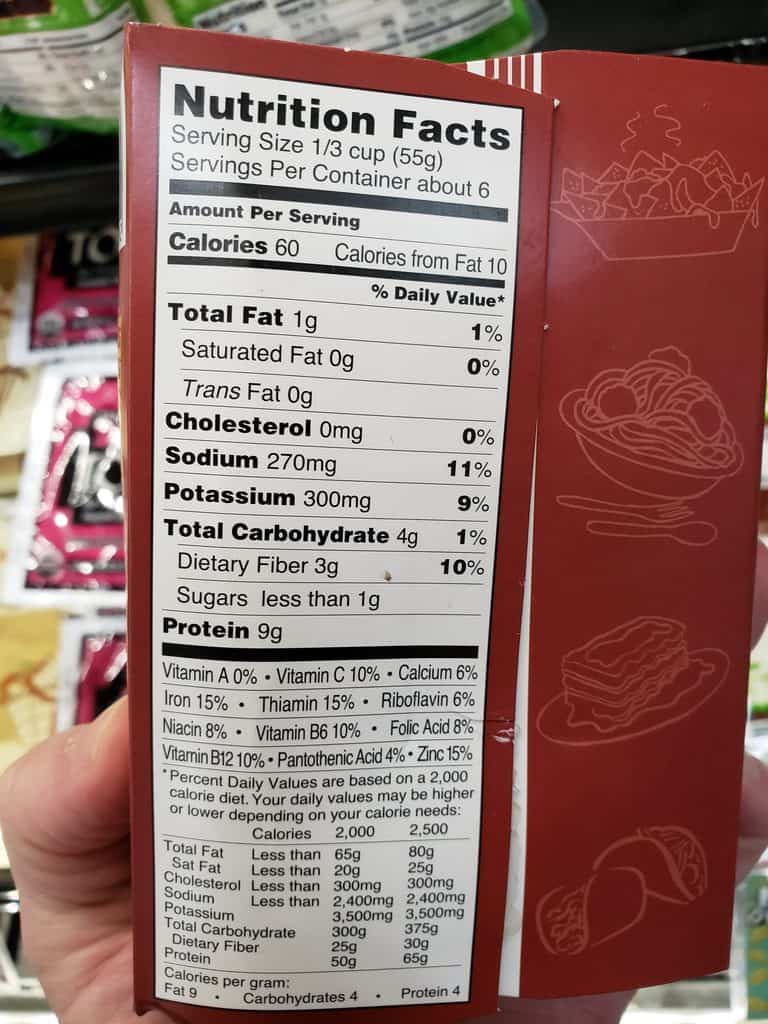 Nutrition
Nutrition Facts
Serving Size 1/3 cup (55g)
Servings Per Container about 6
Amount Per Serving
Calories 60 Calories from Fat 10
% Daily Value*
Total Fat 1g 1%
Saturated Fat 0g 0%
Trans Fat 0g
Cholesterol 0mg 0%
Sodium 270mg 11%
Potassium 300mg 9%
Total Carbohydrate 4g 1%
Dietary Fiber 3g 10%
Sugars less than 1g
Protein 9g
Vitamin A 0% • Vitamin C 10% • Calcium 6%
Iron 15% • Thiamin 15% • Riboflavin 6%
Niacin 8% • Vitamin B6 10% • Folic Acid 8%
Vitamin B12 10% • Pantothenic Acid 4% • Zinc 15%
*Percent Daily Values are based on a 2,000
calorie diet. Your daily values may be higher
or lower depending on your calorie needs:
Calories 2,000 2,500
Total Fat Less than 65g 80g
Sat Fat Less than 20g 25g
Cholesterol Less than 300mg 300mg
Sodium Less than 2,400mg 2,400mg
Potassium 3,500mg 3,500mg
Total Carbohydrate 300g 375g
Dietary Fiber 25g 30g
Protein 50g 65g
Calories per gram:
Fat 9 • Carbohydrates 4 • Protein 4